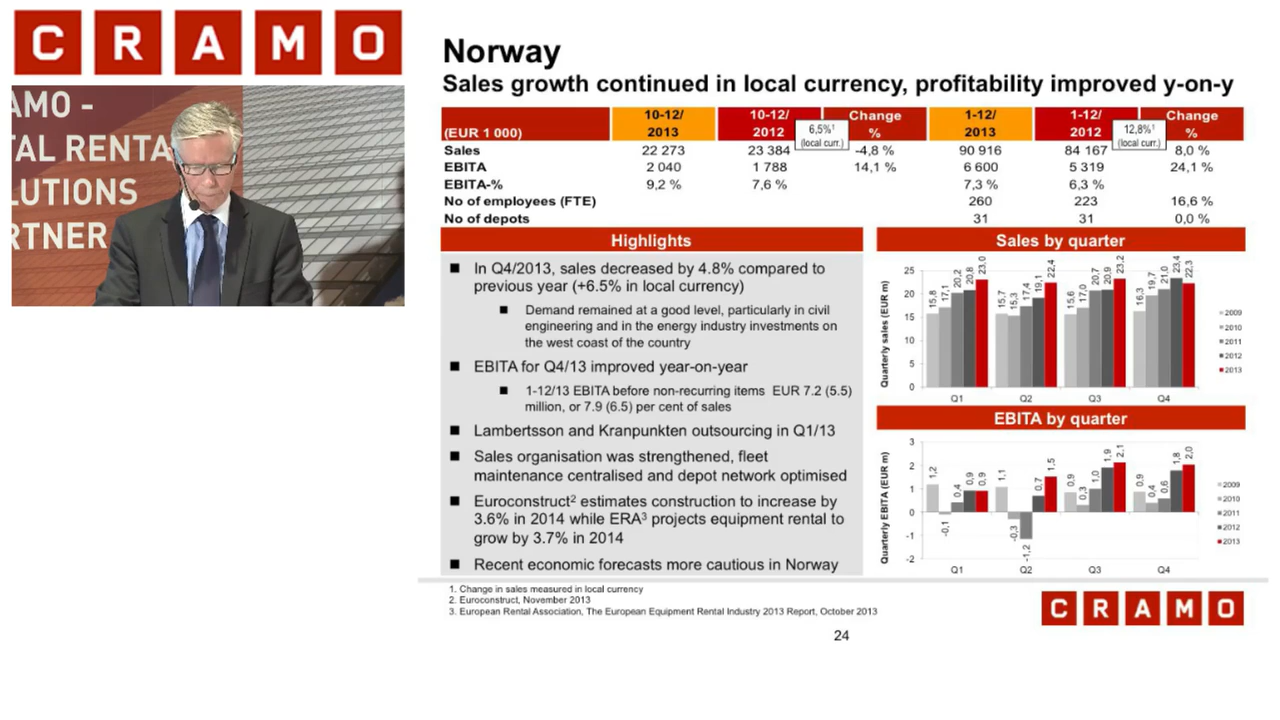 CRAMO
AMO -
TAL RENTA
LUTIONS
RTNER
Norway
Sales growth continued in local currency, profitability improved y-on-y
(EUR 1 000) 10-12/ 2013 10-12/ 2012 Change % 1-12/ 2013 1-12/ 2012 Change %
6,5%¹ (local curr.) 12,8%¹ (local curr.)
Sales 22 273 23 384 -4,8 % 90 916 84 167 8,0 %
EBITA 2 040 1 788 14,1 % 6 600 5 319 24,1 %
EBITA-% 9,2 % 7,6 % 7,3 % 6,3 %
No of employees (FTE) 260 223 16,6 %
No of depots 31 31 0,0 %
Highlights
In Q4/2013, sales decreased by 4.8% compared to
previous year (+6.5% in local currency)
Demand remained at a good level, particularly in civil
engineering and in the energy industry investments on
the west coast of the country
EBITA for Q4/13 improved year-on-year
1-12/13 EBITA before non-recurring items EUR 7.2 (5.5)
million, or 7.9 (6.5) per cent of sales
Lambertsson and Kranpunkten outsourcing in Q1/13
Sales organisation was strengthened, fleet
maintenance centralised and depot network optimised
Euroconstruct² estimates construction to increase by
3.6% in 2014 while ERA³ projects equipment rental to
grow by 3.7% in 2014
Recent economic forecasts more cautious in Norway
Sales by quarter
Quarterly sales (EUR m)
25
20
15
10
5
0
15,8 17,1 20,2 20,8 23,0
15,7 15,3 17,4 19,1 22,4
15,6 17,0 20,7 20,9 23,2
16,3 19,7 21,0 23,4 22,3
Q1 Q2 Q3 Q4
2009
2010
2011
2012
2013
EBITA by quarter
Quarterly EBITA (EUR m)
3
2
1
0
-1
-2
1,2 -0,1 0,4 0,9 0,9
1,1 -0,3 -1,2 0,7 1,5
0,9 0,3 1,0 1,9 2,1
0,9 0,4 0,6 1,8 2,0
Q1 Q2 Q3 Q4
2009
2010
2011
2012
2013
1. Change in sales measured in local currency
2. Euroconstruct, November 2013
3. European Rental Association, The European Equipment Rental Industry 2013 Report, October 2013
CRAMO
24